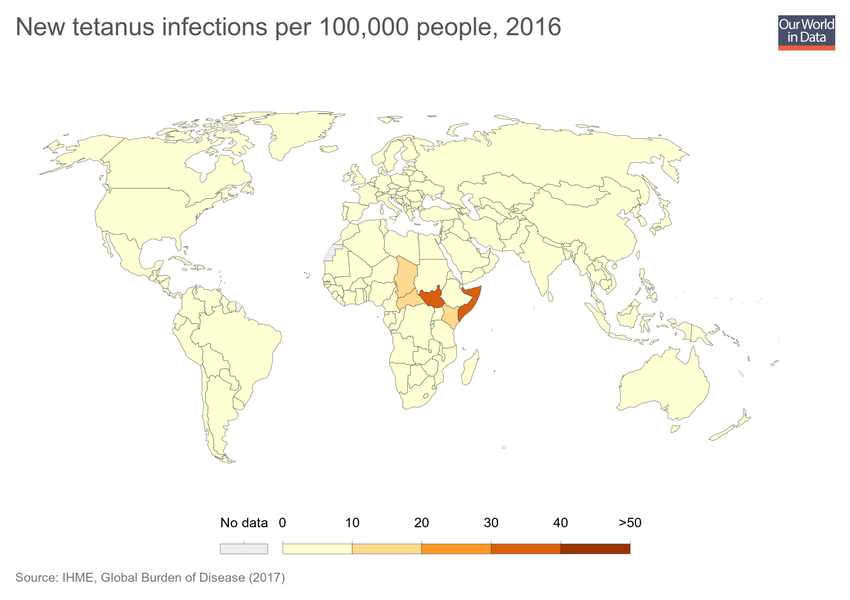 New tetanus infections per 100,000 people, 2016
Our World
in Data
No data 0 10 20 30 40 >50
Source: IHME, Global Burden of Disease (2017)